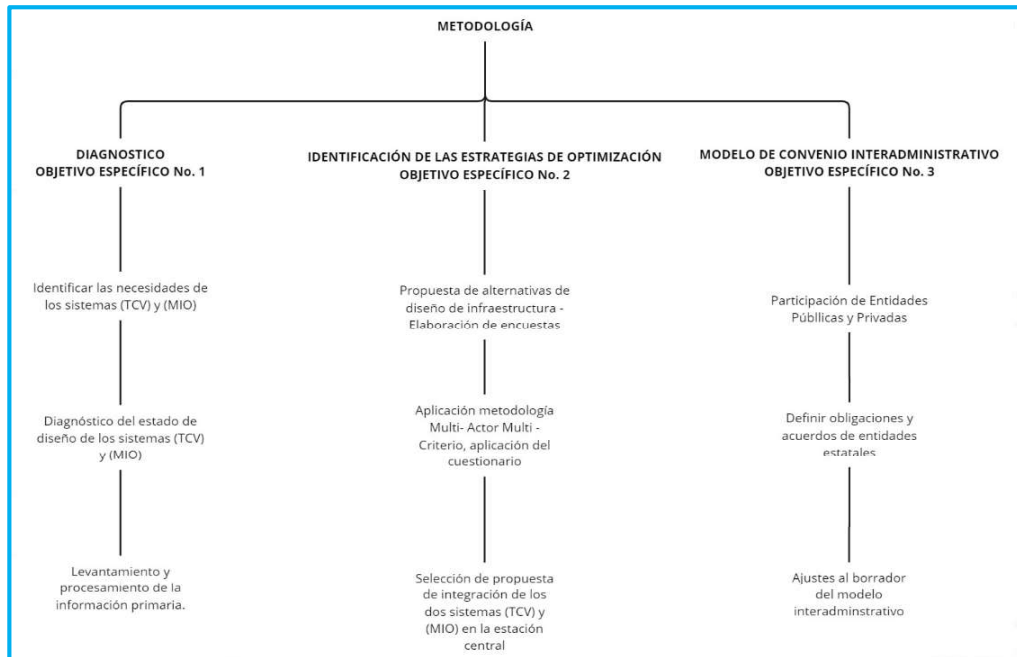 METODOLOGÍA
DIAGNOSTICO
OBJETIVO ESPECÍFICO No. 1
Identificar las necesidades de
los sistemas (TCV) y (MIO)
Diagnóstico del estado de
diseño de los sistemas (TCV)
y (MIO)
Levantamiento y
procesamiento de la
información primaria.
IDENTIFICACIÓN DE LAS ESTRATEGIAS DE OPTIMIZACIÓN
OBJETIVO ESPECÍFICO No. 2
Propuesta de alternativas de
diseño de infraestructura -
Elaboración de encuestas
Aplicación metodología
Multi- Actor Multi -
Criterio, aplicación del
cuestionario
Selección de propuesta
de integración de los
dos sistemas (TCV) y
(MIO) en la estación
central
MODELO DE CONVENIO INTERADMINISTRATIVO
OBJETIVO ESPECÍFICO No. 3
Participación de Entidades
Públlicas y Privadas
Definir obligaciones y
acuerdos de entidades
estatales
Ajustes al borrador
del modelo
interadminstrativo